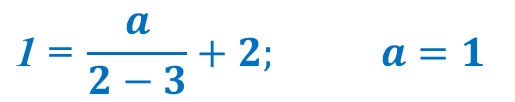 1 = a/(2 − 3) + 2; a = 1